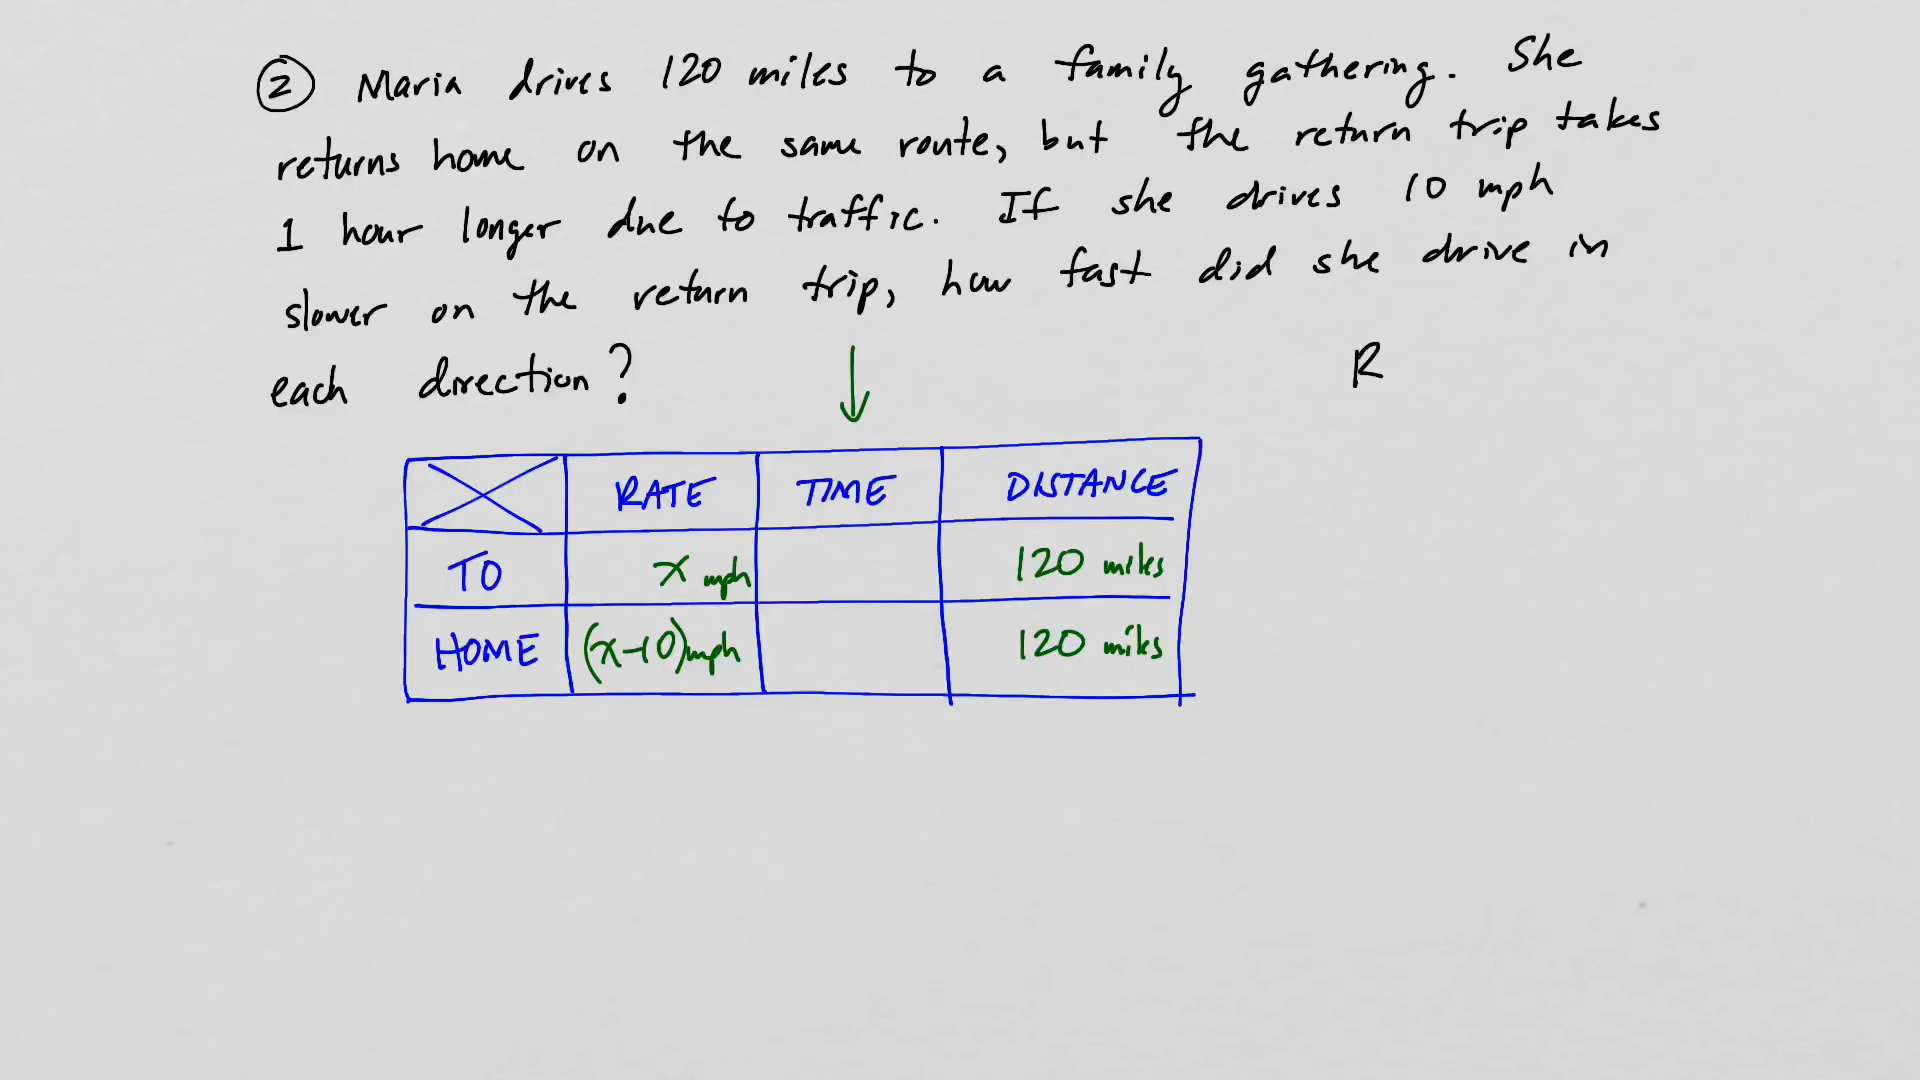 ② Maria drives 120 miles to a family gathering. She
returns home on the same route, but the return trip takes
1 hour longer due to traffic. If she drives 10 mph
slower on the return trip, how fast did she drive in
each direction?
R
RATE TIME DISTANCE
TO x mph 120 miles
HOME (x-10)mph 120 miles